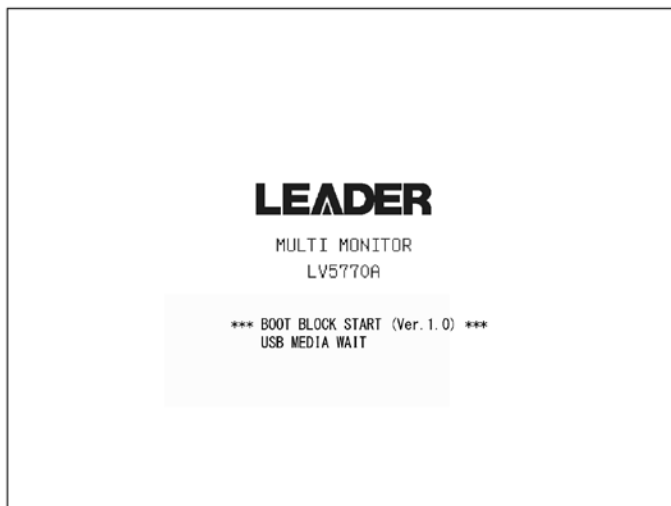 LEADER
MULTI MONITOR
LV5770A
*** BOOT BLOCK START (Ver.1.0) ***
USB MEDIA WAIT